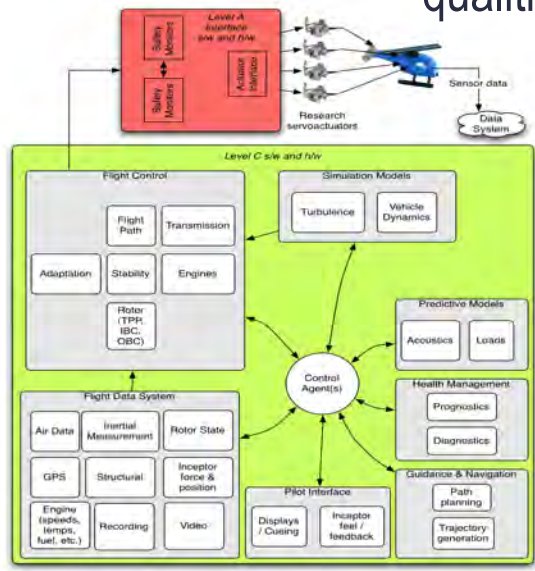 qualiti
Level A
Interface
s/w and h/w
Safety
Monitors
Safety
Monitors
Actuator
Interface
Research
servoactuators
Sensor data
Data
System
Level C s/w and h/w
Flight Control
Flight
Path
Transmission
Adaptation
Stability
Engines
Rotor
(TPP,
IBC,
OBC)
Simulation Models
Turbulence
Vehicle
Dynamics
Predictive Models
Acoustics
Loads
Control
Agent(s)
Health Management
Prognostics
Diagnostics
Flight Data System
Air Data
Inertial
Measurement
Rotor State
GPS
Structural
Inceptor
force &
position
Engine
(speeds,
temps,
fuel, etc.)
Recording
Video
Pilot Interface
Displays
/ Cueing
Inceptor
feel /
feedback
Guidance & Navigation
Path
planning
Trajectory
generation